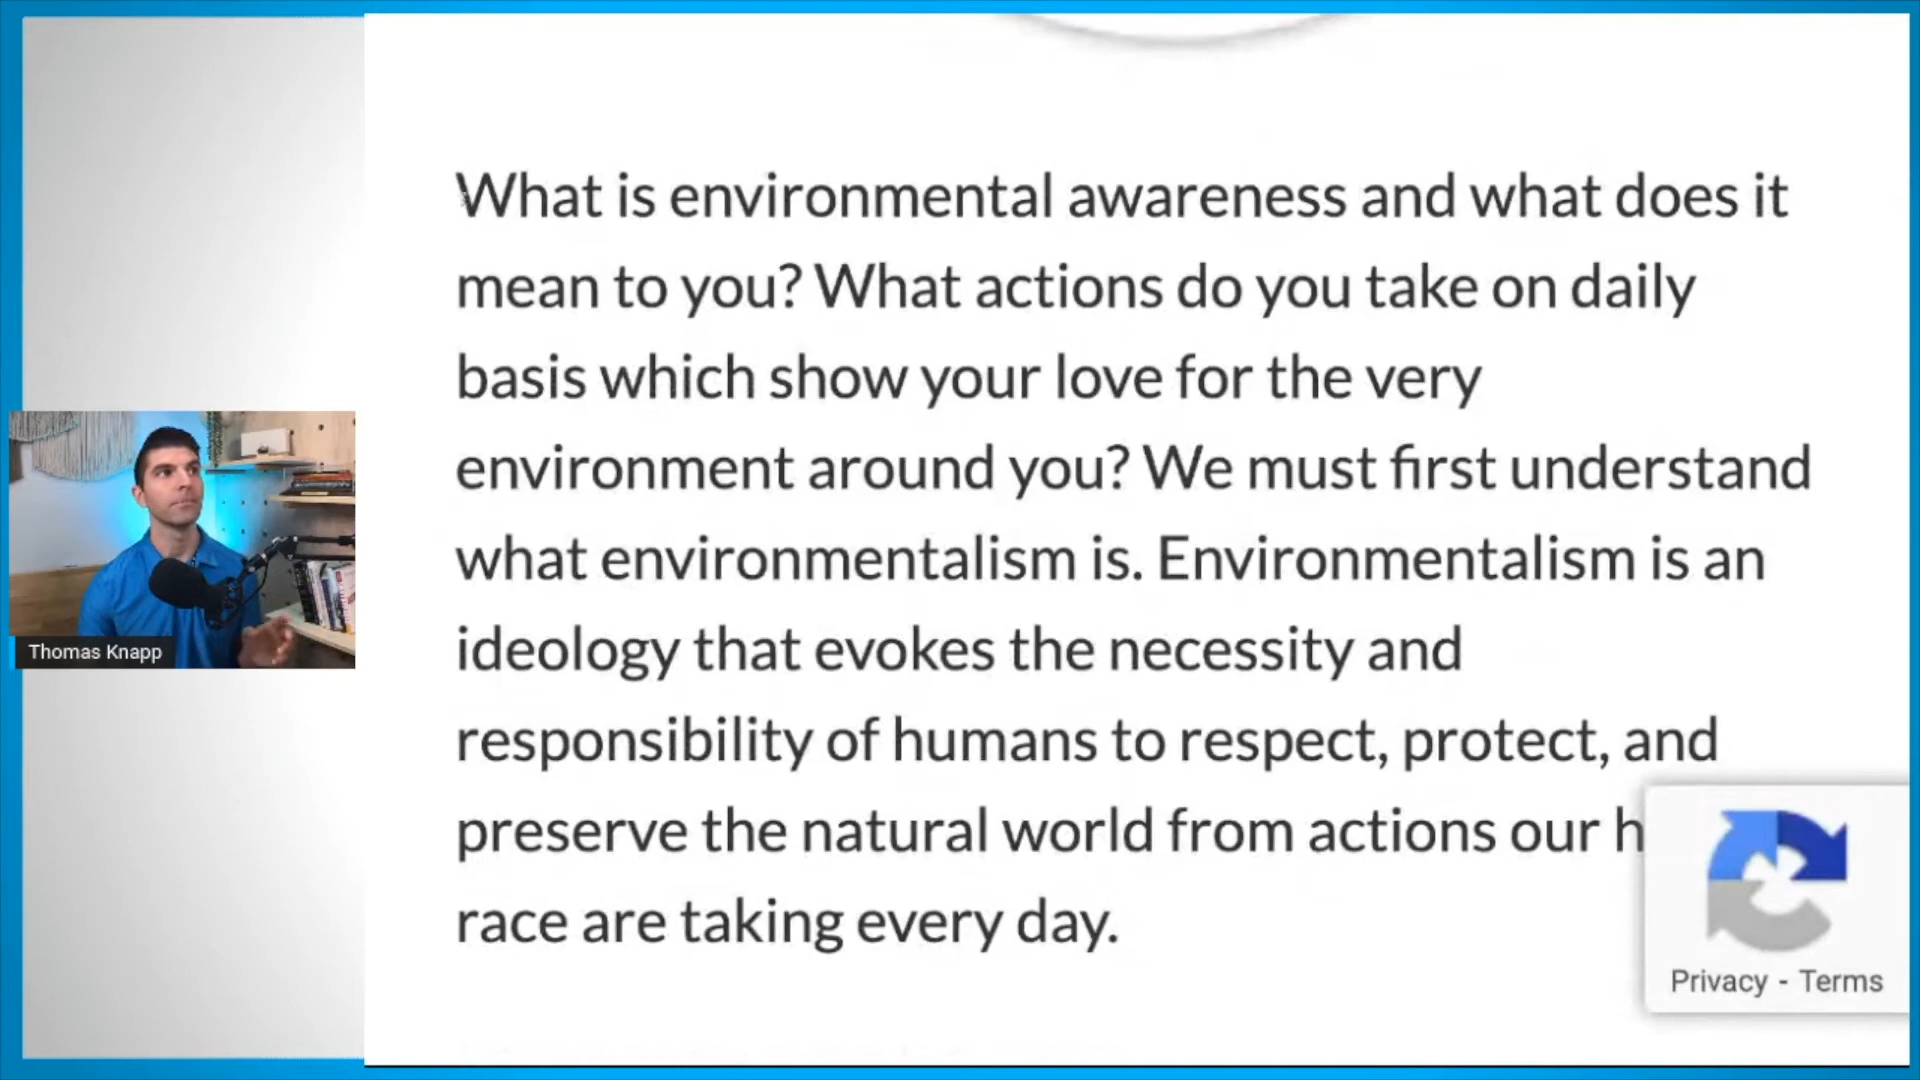 What is environmental awareness and what does it
mean to you? What actions do you take on daily
basis which show your love for the very
environment around you? We must first understand
what environmentalism is. Environmentalism is an
ideology that evokes the necessity and
responsibility of humans to respect, protect, and
preserve the natural world from actions our
race are taking every day.
Thomas Knapp
Privacy - Terms